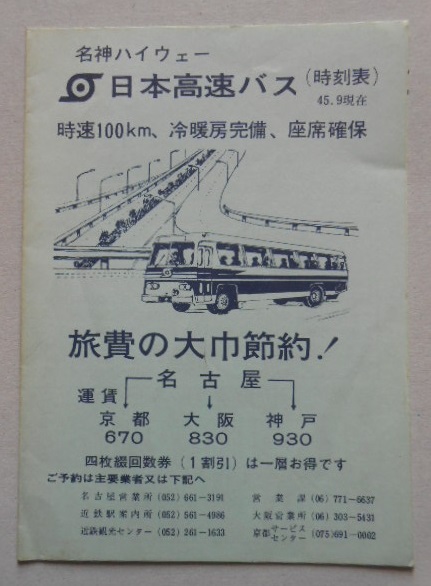 名神ハイウェー
日本高速バス(時刻表)
45.9現在
時速100km、冷暖房完備、座席確保
旅費の大巾節約!
名古屋
運賃
京都 大阪 神戸
670 830 930
四枚綴回数券(1割引)は一層お得です
ご予約は主要業者又は下記へ
名古屋営業所(052)661-3191 営業課(06)771-6637
近鉄駅案内所(052)561-4986 大阪営業所(06)303-5431
近鉄観光センター(052)261-1633 京都サービスセンター(075)691-0002